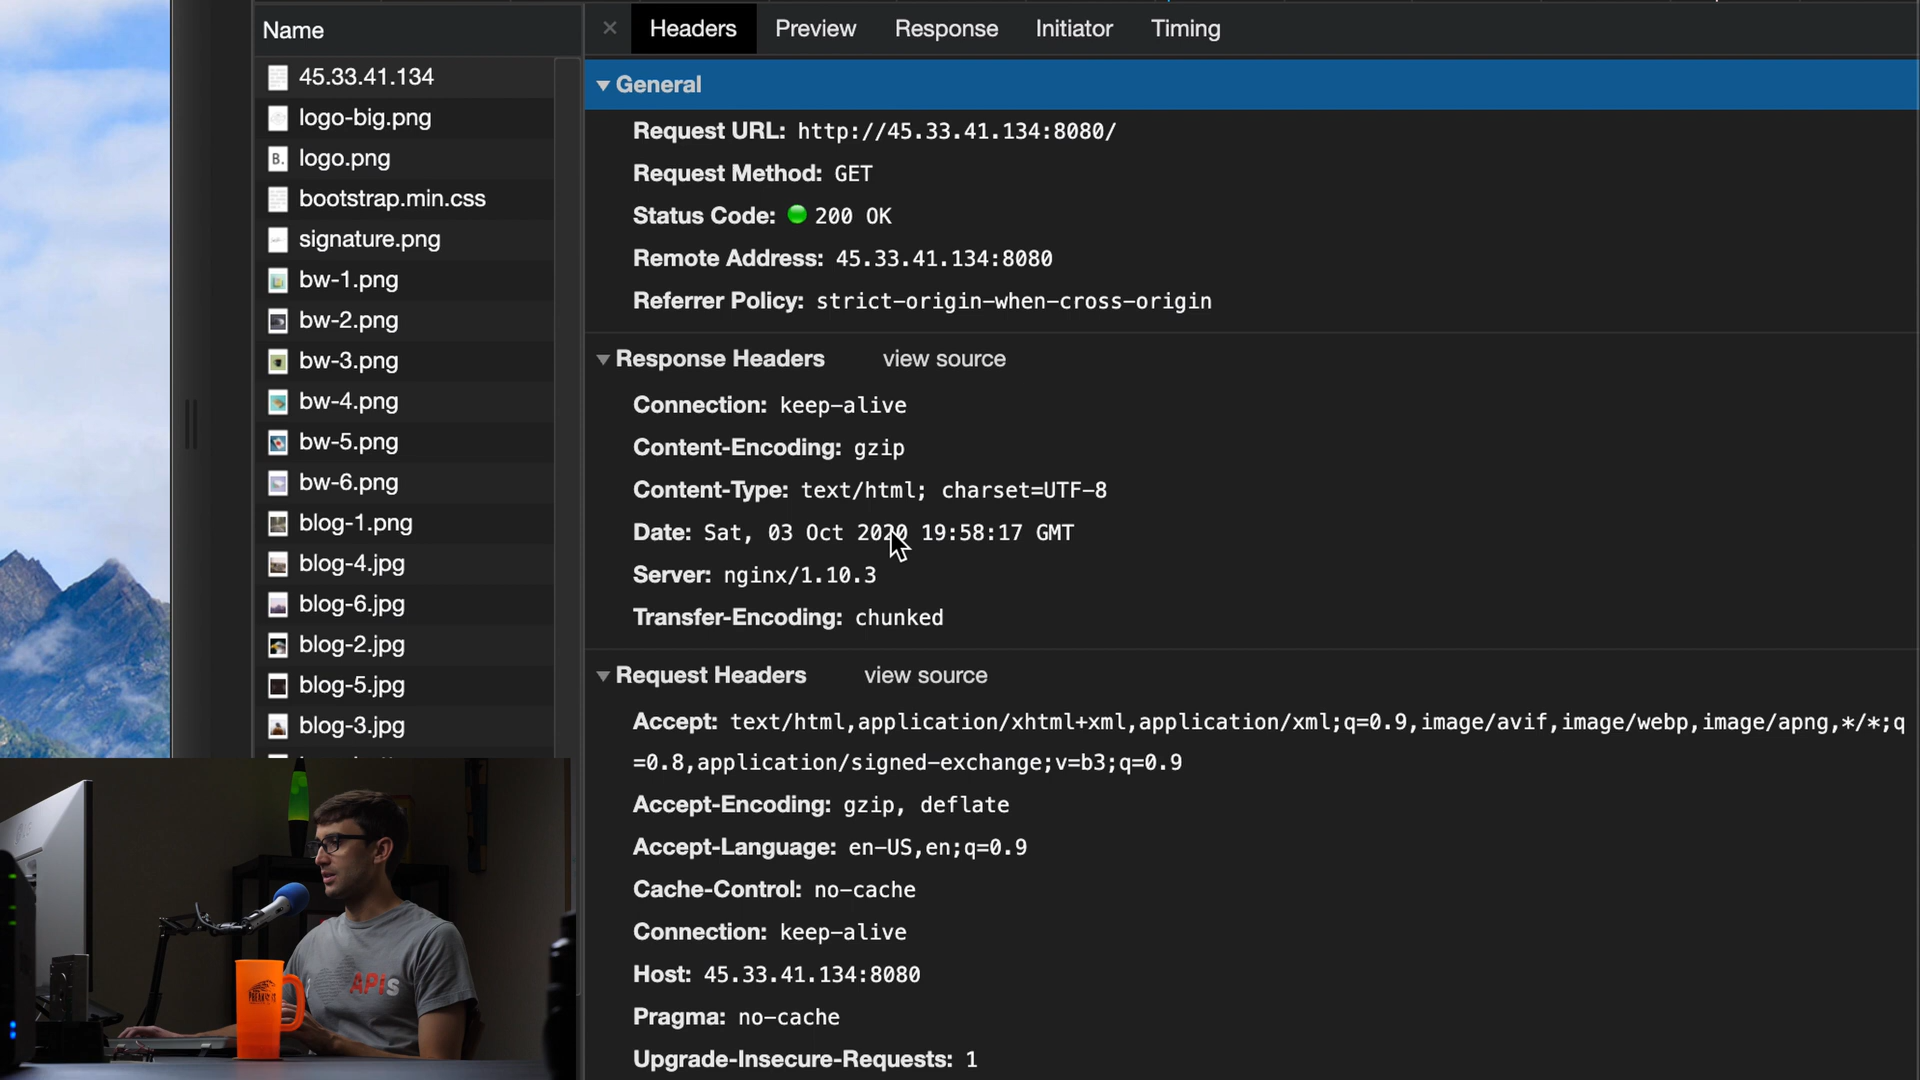 Name
45.33.41.134
logo-big.png
B.
logo.png
bootstrap.min.css
signature.png
bw-1.png
bw-2.png
bw-3.png
bw-4.png
bw-5.png
bw-6.png
blog-1.png
blog-4.jpg
blog-6.jpg
blog-2.jpg
blog-5.jpg
blog-3.jpg
Headers Preview Response Initiator Timing
General
Request URL: http://45.33.41.134:8080/
Request Method: GET
Status Code: 200 OK
Remote Address: 45.33.41.134:8080
Referrer Policy: strict-origin-when-cross-origin
Response Headers view source
Connection: keep-alive
Content-Encoding: gzip
Content-Type: text/html; charset=UTF-8
Date: Sat, 03 Oct 2020 19:58:17 GMT
Server: nginx/1.10.3
Transfer-Encoding: chunked
Request Headers view source
Accept: text/html,application/xhtml+xml,application/xml;q=0.9,image/avif,image/webp,image/apng,*/*;q
=0.8,application/signed-exchange;v=b3;q=0.9
Accept-Encoding: gzip, deflate
Accept-Language: en-US,en;q=0.9
Cache-Control: no-cache
Connection: keep-alive
Host: 45.33.41.134:8080
Pragma: no-cache
Upgrade-Insecure-Requests: 1
APIs